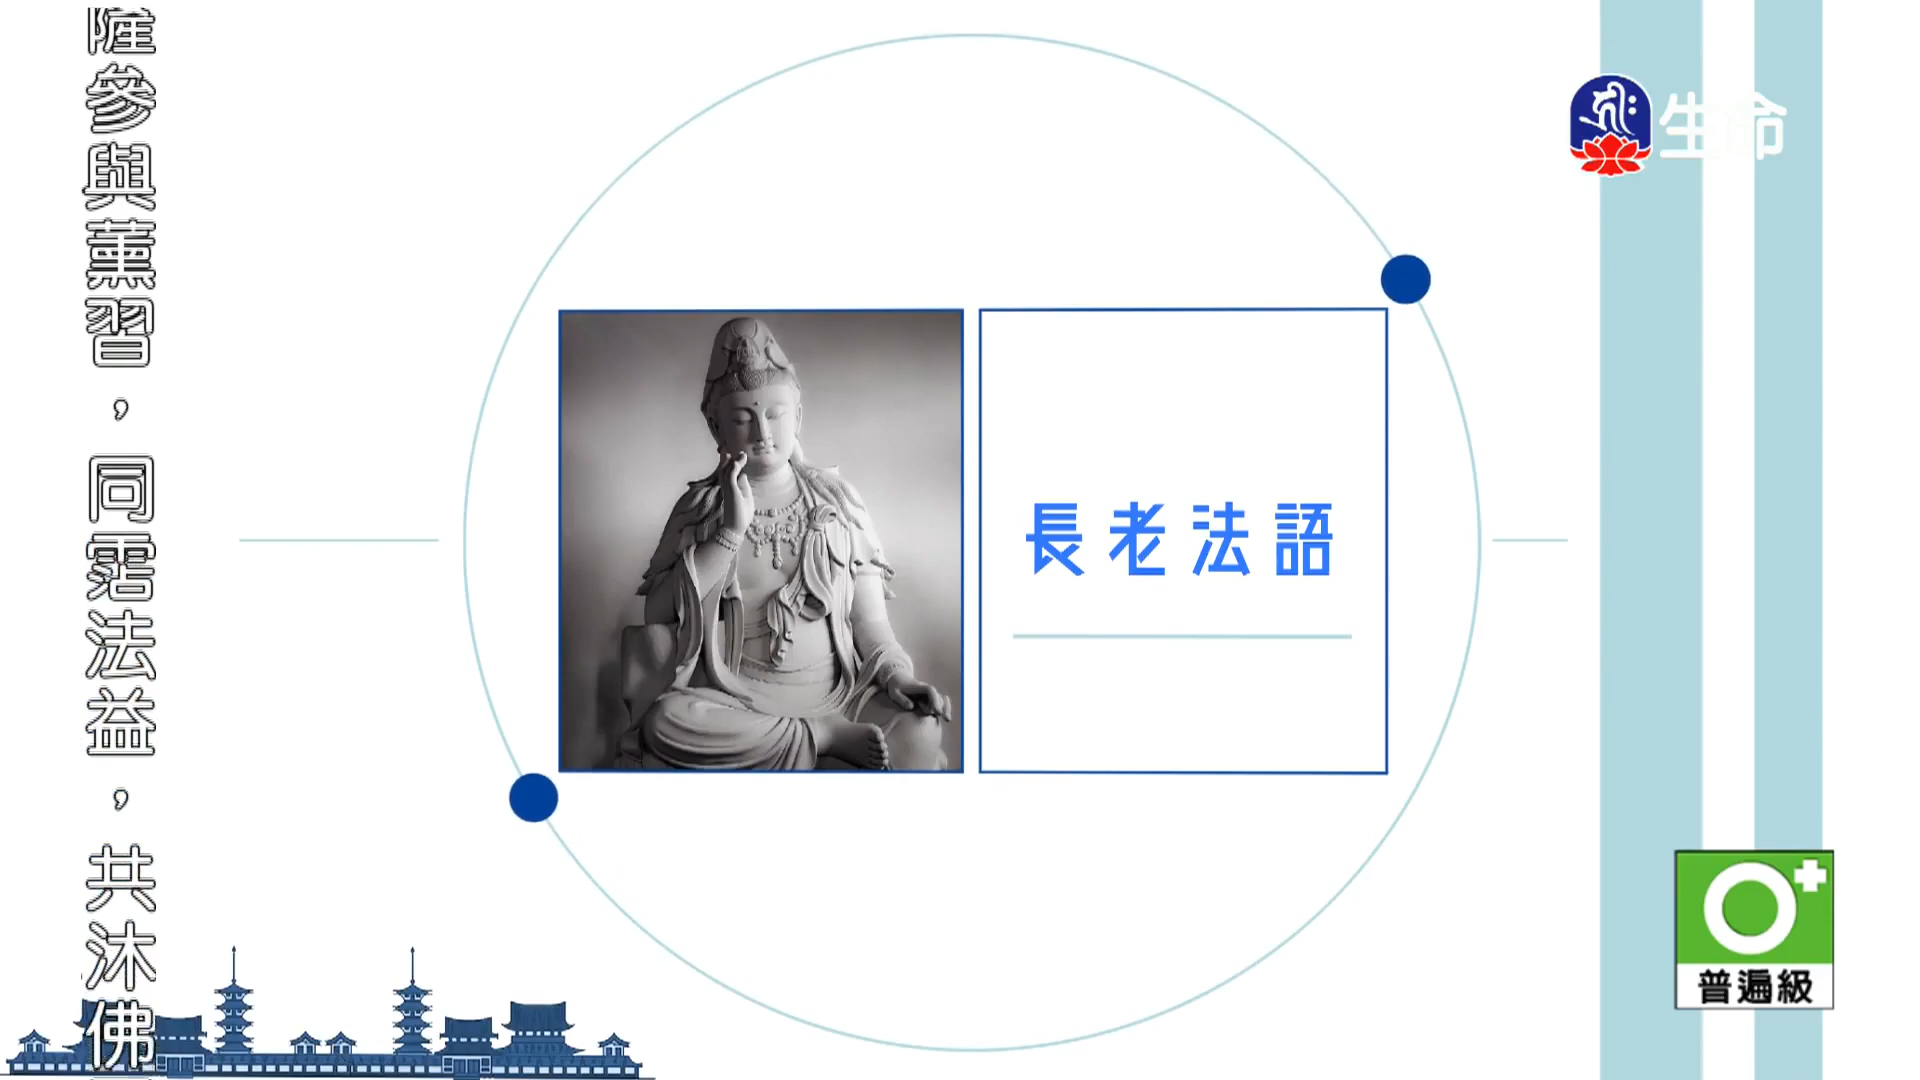 薩參與薰習，同霑法益，共沐佛
生命
長老法語
普遍級